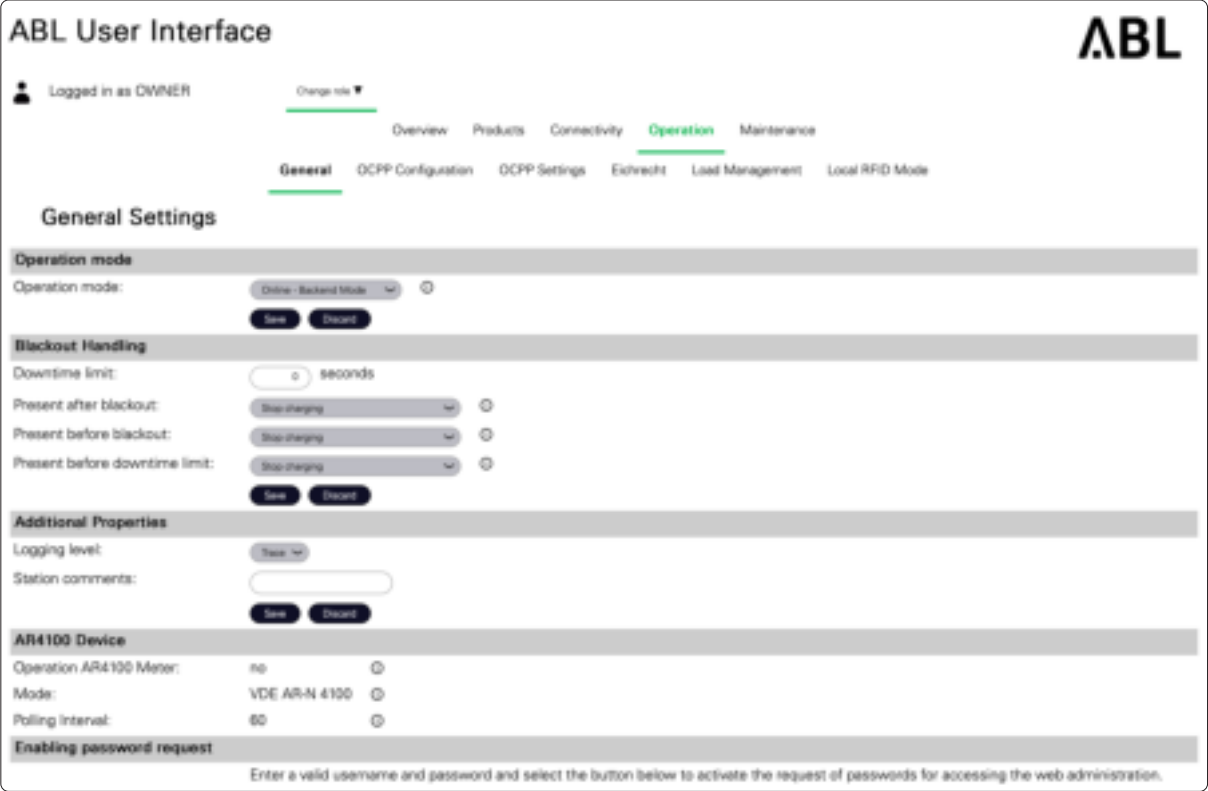 ABL User Interface
ABL
Logged in as OWNER
Change role ▼
Overview Products Connectivity Operation Maintenance
General OCPP Configuration OCPP Settings Eichrecht Load Management Local RFID Mode
General Settings
Operation mode
Operation mode: Online - Backend Mode
Save Discard
Blackout Handling
Downtime limit: 0 seconds
Present after blackout: Stop charging
Present before blackout: Stop charging
Present before downtime limit: Stop charging
Save Discard
Additional Properties
Logging level: Trace
Station comments:
Save Discard
AR4100 Device
Operation AR4100 Meter: no
Mode: VDE AR-N 4100
Polling Interval: 60
Enabling password request
Enter a valid username and password and select the button below to activate the request of passwords for accessing the web administration.